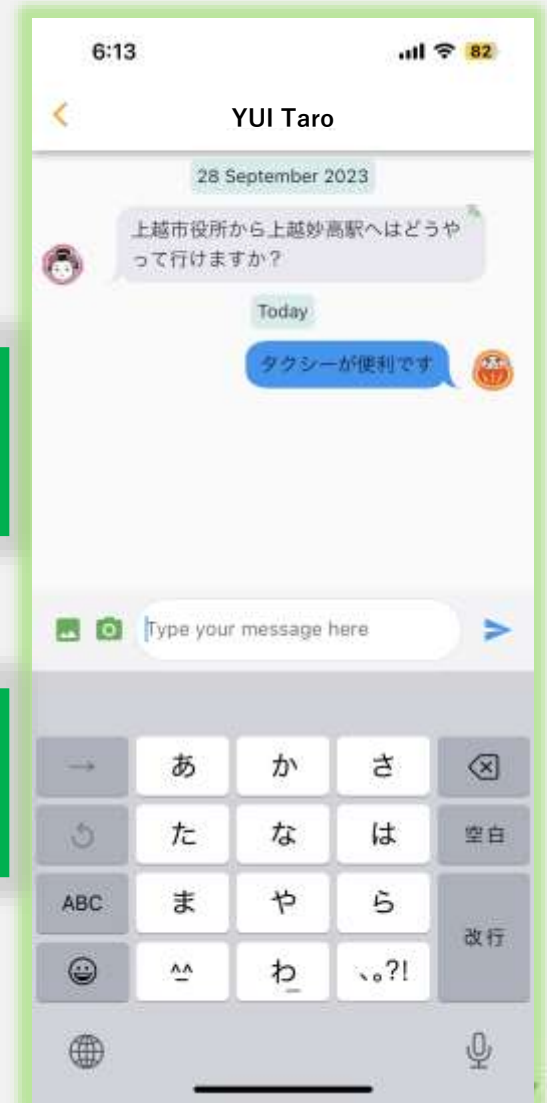 6:13
82
YUI Taro
28 September 2023
上越市役所から上越妙高駅へはどうや
って行けますか？
Today
タクシーが便利です
Type your message here
→ あ か さ
た な は 空白
ABC ま や ら 改行
^^ わ 、。?!